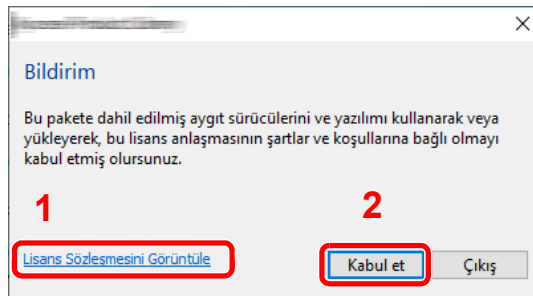 Bildirim
Bu pakete dahil edilmiş aygıt sürücülerini ve yazılımı kullanarak veya
yükleyerek, bu lisans anlaşmasının şartlar ve koşullarına bağlı olmayı
kabul etmiş olursunuz.
1
2
Lisans Sözleşmesini Görüntüle
Kabul et
Çıkış